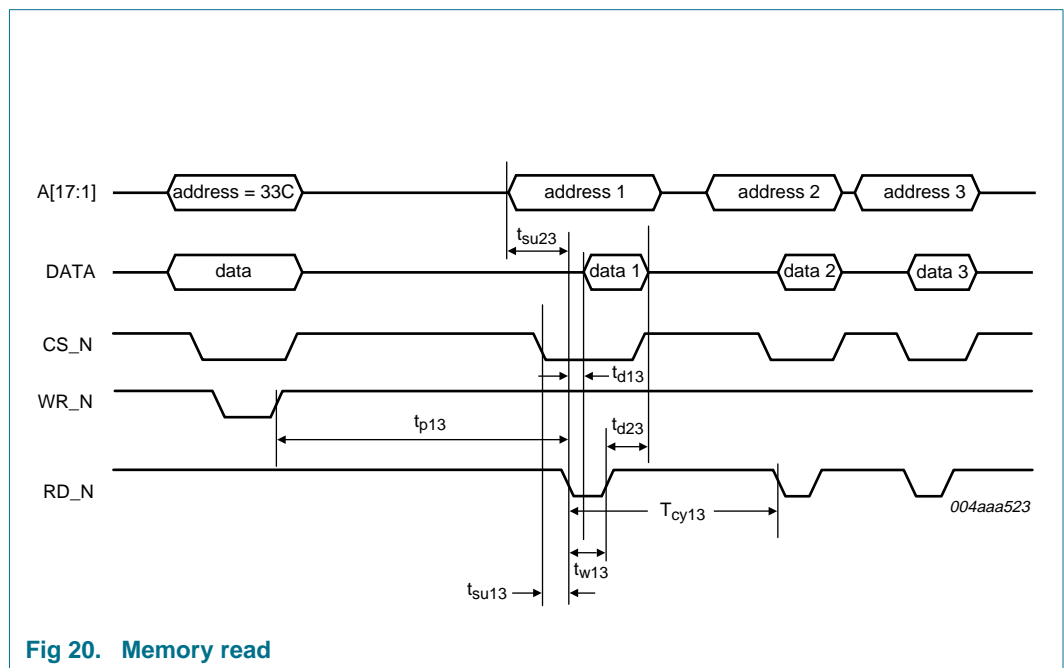 A[17:1]
address = 33C
address 1
address 2
address 3
tsu23
DATA
data
data 1
data 2
data 3
CS_N
td13
WR_N
tp13
td23
RD_N
Tcy13
004aaa523
tw13
tsu13
Fig 20. Memory read